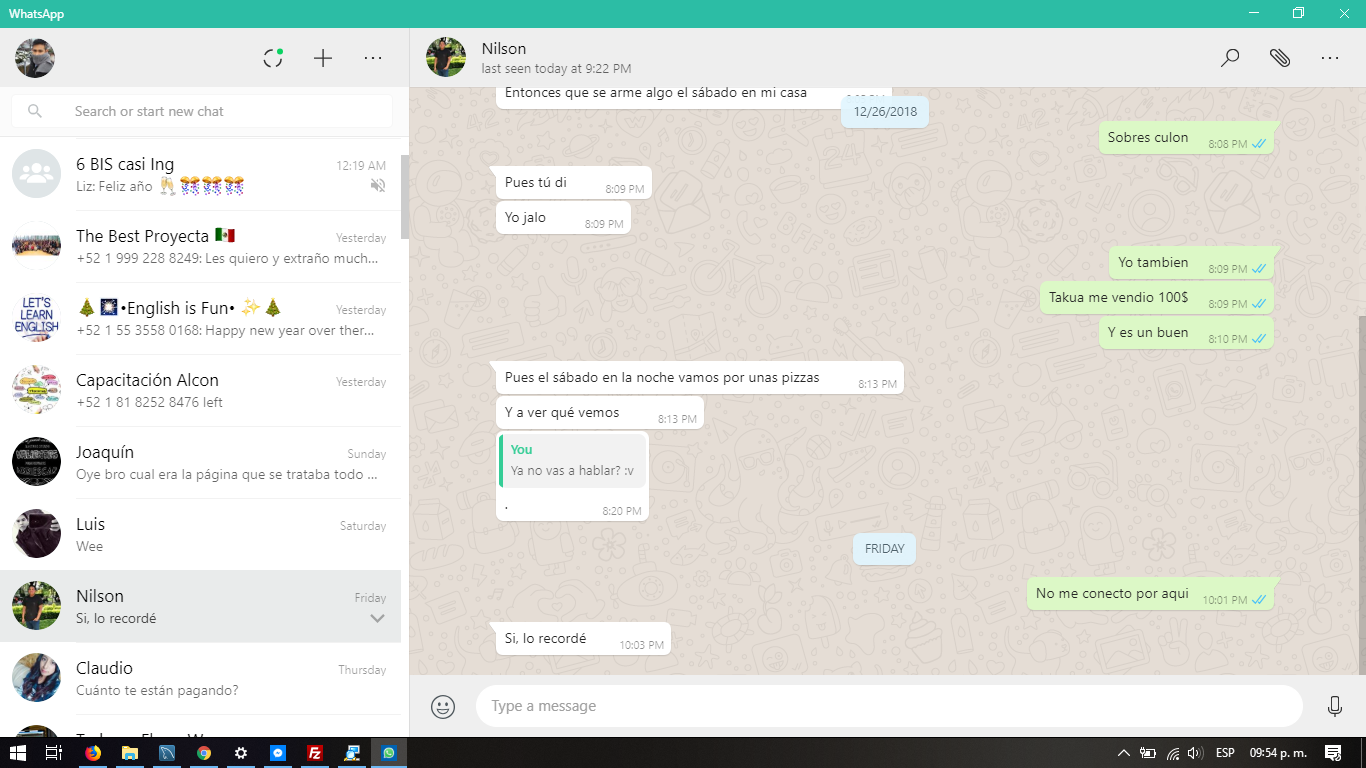 WhatsApp
Search or start new chat
6 BIS casi Ing
12:19 AM
Liz: Feliz año 🥂🎊🎊🎊
The Best Proyecta 🇲🇽
Yesterday
+52 1 999 228 8249: Les quiero y extraño much...
LET'S
LEARN
ENGLISH
🎄🎆•English is Fun• ✨🎄
Yesterday
+52 1 55 3558 0168: Happy new year over ther...
Capacitación Alcon
Yesterday
+52 1 81 8252 8476 left
Joaquín
Sunday
Oye bro cual era la página que se trataba todo ...
Luis
Saturday
Wee
Nilson
Friday
Si, lo recordé
Claudio
Thursday
Cuánto te están pagando?
Nilson
last seen today at 9:22 PM
Entonces que se arme algo el sábado en mi casa
12/26/2018
Sobres culon
8:08 PM
Pues tú di
8:09 PM
Yo jalo
8:09 PM
Yo tambien
8:09 PM
Takua me vendio 100$
8:09 PM
Y es un buen
8:10 PM
Pues el sábado en la noche vamos por unas pizzas
8:13 PM
Y a ver qué vemos
8:13 PM
You
Ya no vas a hablar? :v
.
8:20 PM
FRIDAY
No me conecto por aqui
10:01 PM
Si, lo recordé
10:03 PM
Type a message
Fz
ESP
09:54 p. m.